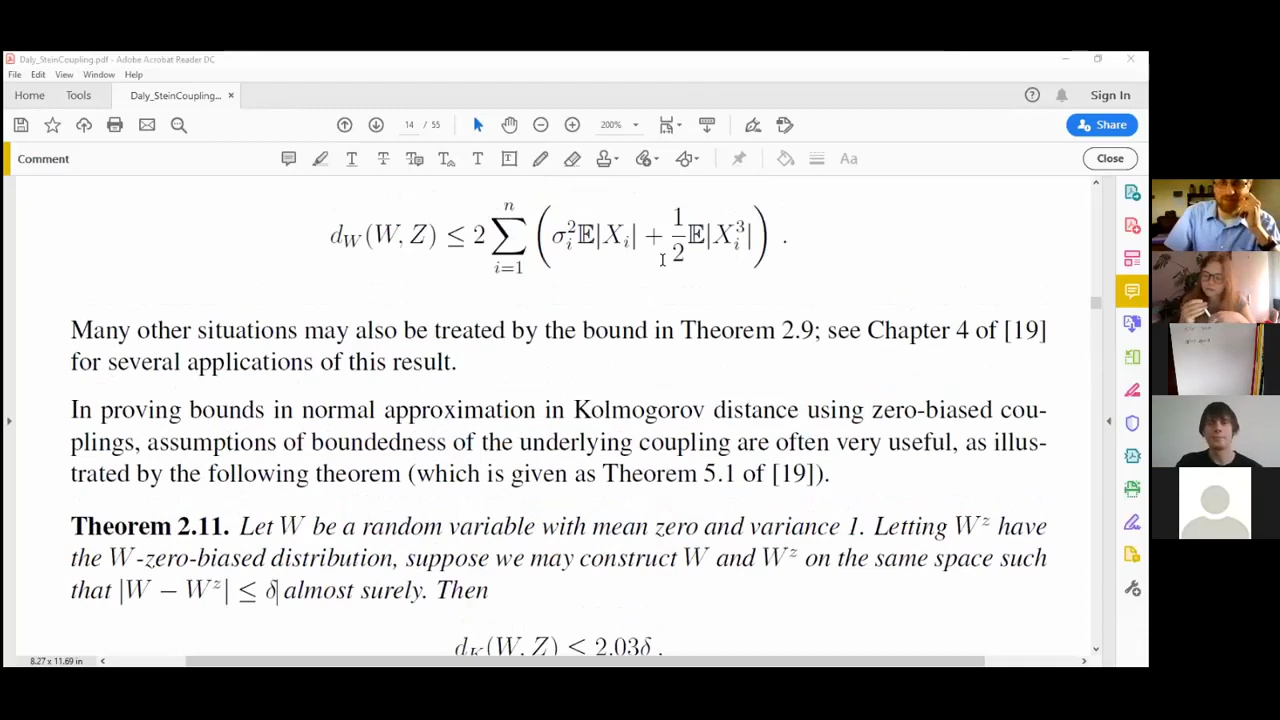 Daly_SteinCoupling.pdf - Adobe Acrobat Reader DC
File Edit View Window Help
Home Tools Daly_SteinCoupling... × Sign In
14 / 55 200% Share
Comment Aa Close
d_W(W, Z) ≤ 2 \sum_{i=1}^{n} ( σ_i^2 𝔼|X_i| + \frac{1}{2} 𝔼|X_i^3| ) .
Many other situations may also be treated by the bound in Theorem 2.9; see Chapter 4 of [19]
for several applications of this result.
In proving bounds in normal approximation in Kolmogorov distance using zero-biased cou-
plings, assumptions of boundedness of the underlying coupling are often very useful, as illus-
trated by the following theorem (which is given as Theorem 5.1 of [19]).
Theorem 2.11. Let W be a random variable with mean zero and variance 1. Letting W^z have
the W-zero-biased distribution, suppose we may construct W and W^z on the same space such
that |W − W^z| ≤ δ almost surely. Then
d_K(W, Z) ≤ 2.03δ .
8.27 x 11.69 in